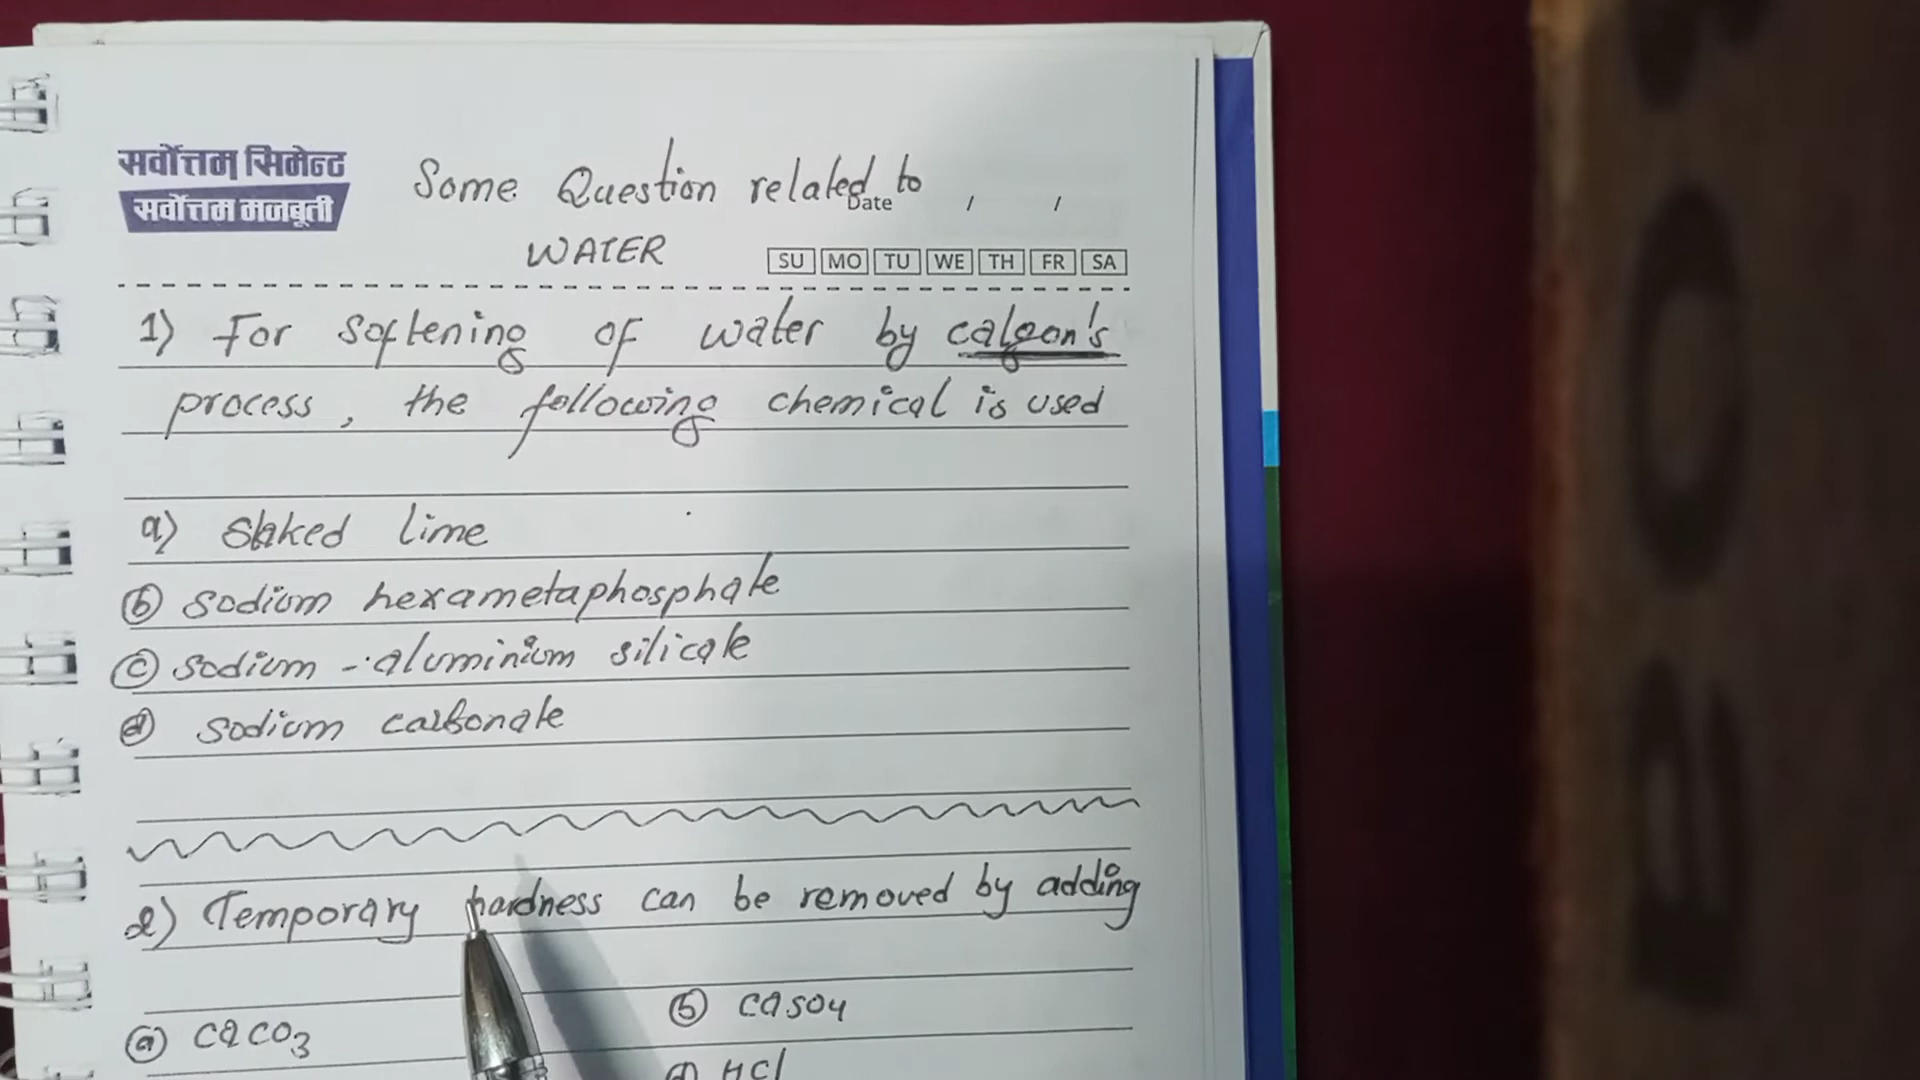 सर्वोत्तम सिमेन्ट
सर्वोत्तम मजबूती
Some Question related to
Date / /
WATER
SU MO TU WE TH FR SA
1) For softening of water by calgon's
process, the following chemical is used
a) slaked lime
(b) sodium hexametaphosphate
(c) sodium - aluminium silicate
(d) sodium carbonate
2) Temporary hardness can be removed by adding
(a) CaCO3
(b) CaSO4
(d) HCl